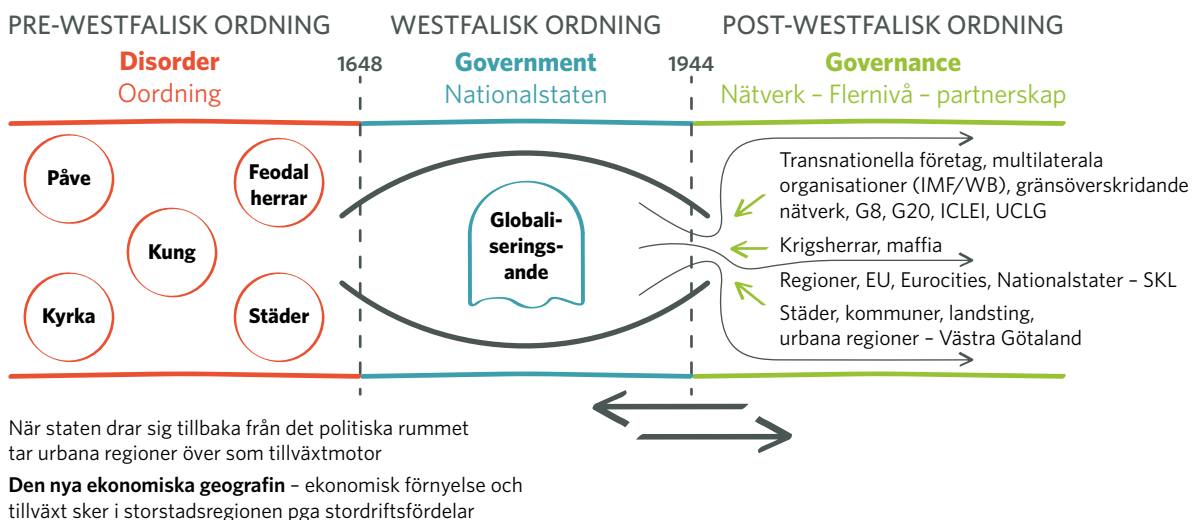 PRE-WESTFALISK ORDNING
WESTFALISK ORDNING
POST-WESTFALISK ORDNING
Disorder
Oordning
1648
Government
Nationalstaten
1944
Governance
Nätverk – Flernivå – partnerskap
Påve
Feodal
herrar
Kung
Kyrka
Städer
Globali-
serings-
ande
Transnationella företag, multilaterala
organisationer (IMF/WB), gränsöverskridande
nätverk, G8, G20, ICLEI, UCLG
Krigsherrar, maffia
Regioner, EU, Eurocities, Nationalstater – SKL
Städer, kommuner, landsting,
urbana regioner – Västra Götaland
När staten drar sig tillbaka från det politiska rummet
tar urbana regioner över som tillväxtmotor
Den nya ekonomiska geografin – ekonomisk förnyelse och
tillväxt sker i storstadsregionen pga stordriftsfördelar